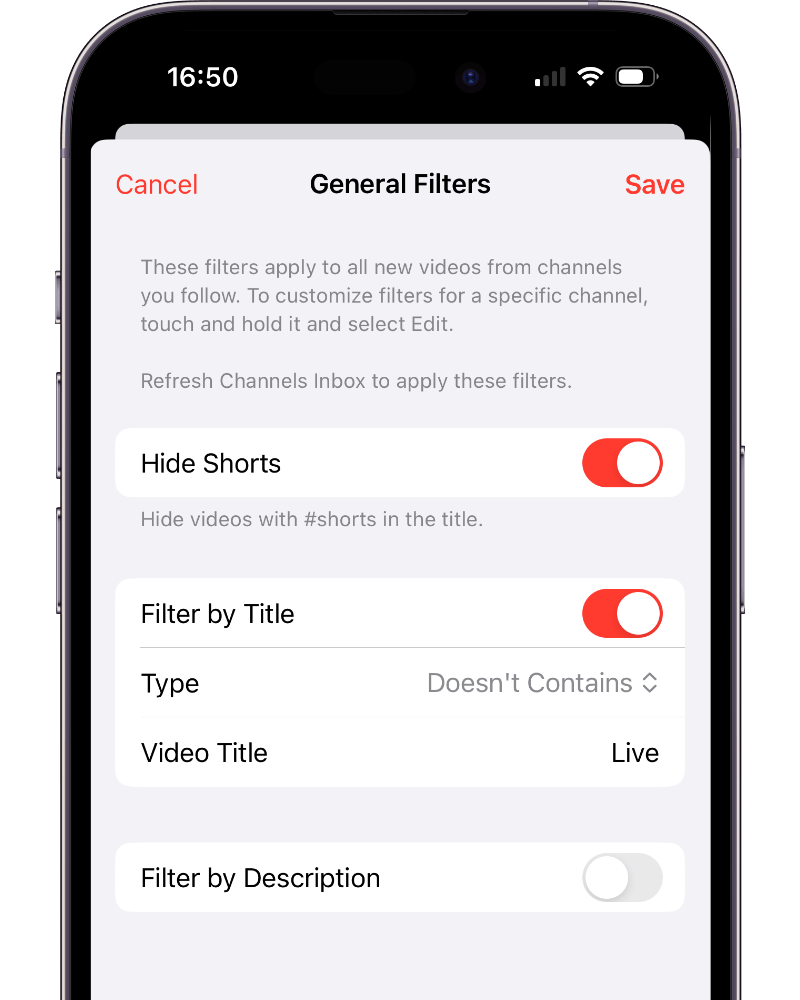 16:50
Cancel General Filters Save
These filters apply to all new videos from channels
you follow. To customize filters for a specific channel,
touch and hold it and select Edit.
Refresh Channels Inbox to apply these filters.
Hide Shorts
Hide videos with #shorts in the title.
Filter by Title
Type Doesn't Contains
Video Title Live
Filter by Description